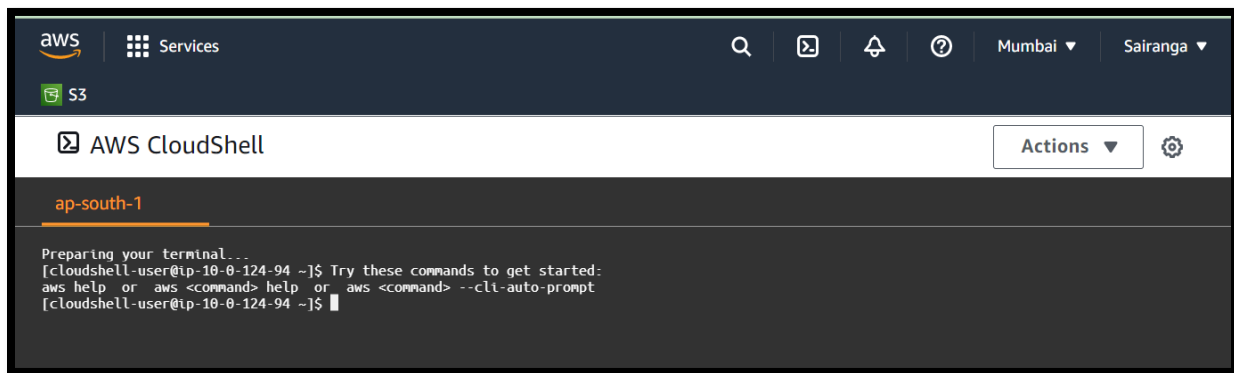 aws Services Mumbai ▼ Sairanga ▼
S3
AWS CloudShell Actions ▼
ap-south-1
Preparing your terminal...
[cloudshell-user@ip-10-0-124-94 ~]$ Try these commands to get started:
aws help  or  aws <command> help  or  aws <command> --cli-auto-prompt
[cloudshell-user@ip-10-0-124-94 ~]$